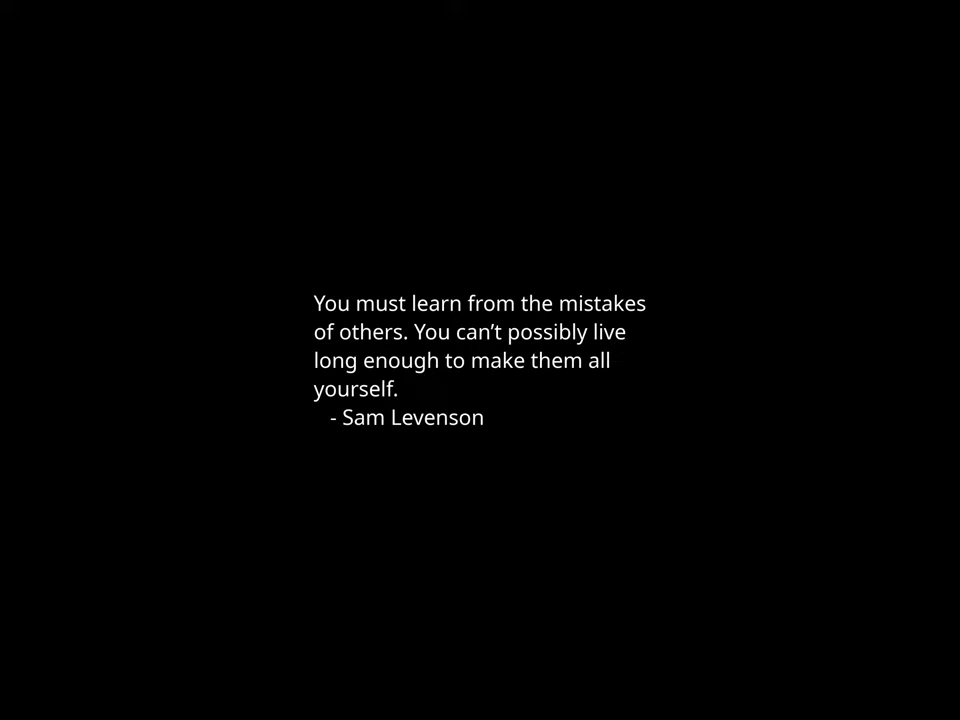 You must learn from the mistakes
of others. You can’t possibly live
long enough to make them all
yourself.
- Sam Levenson